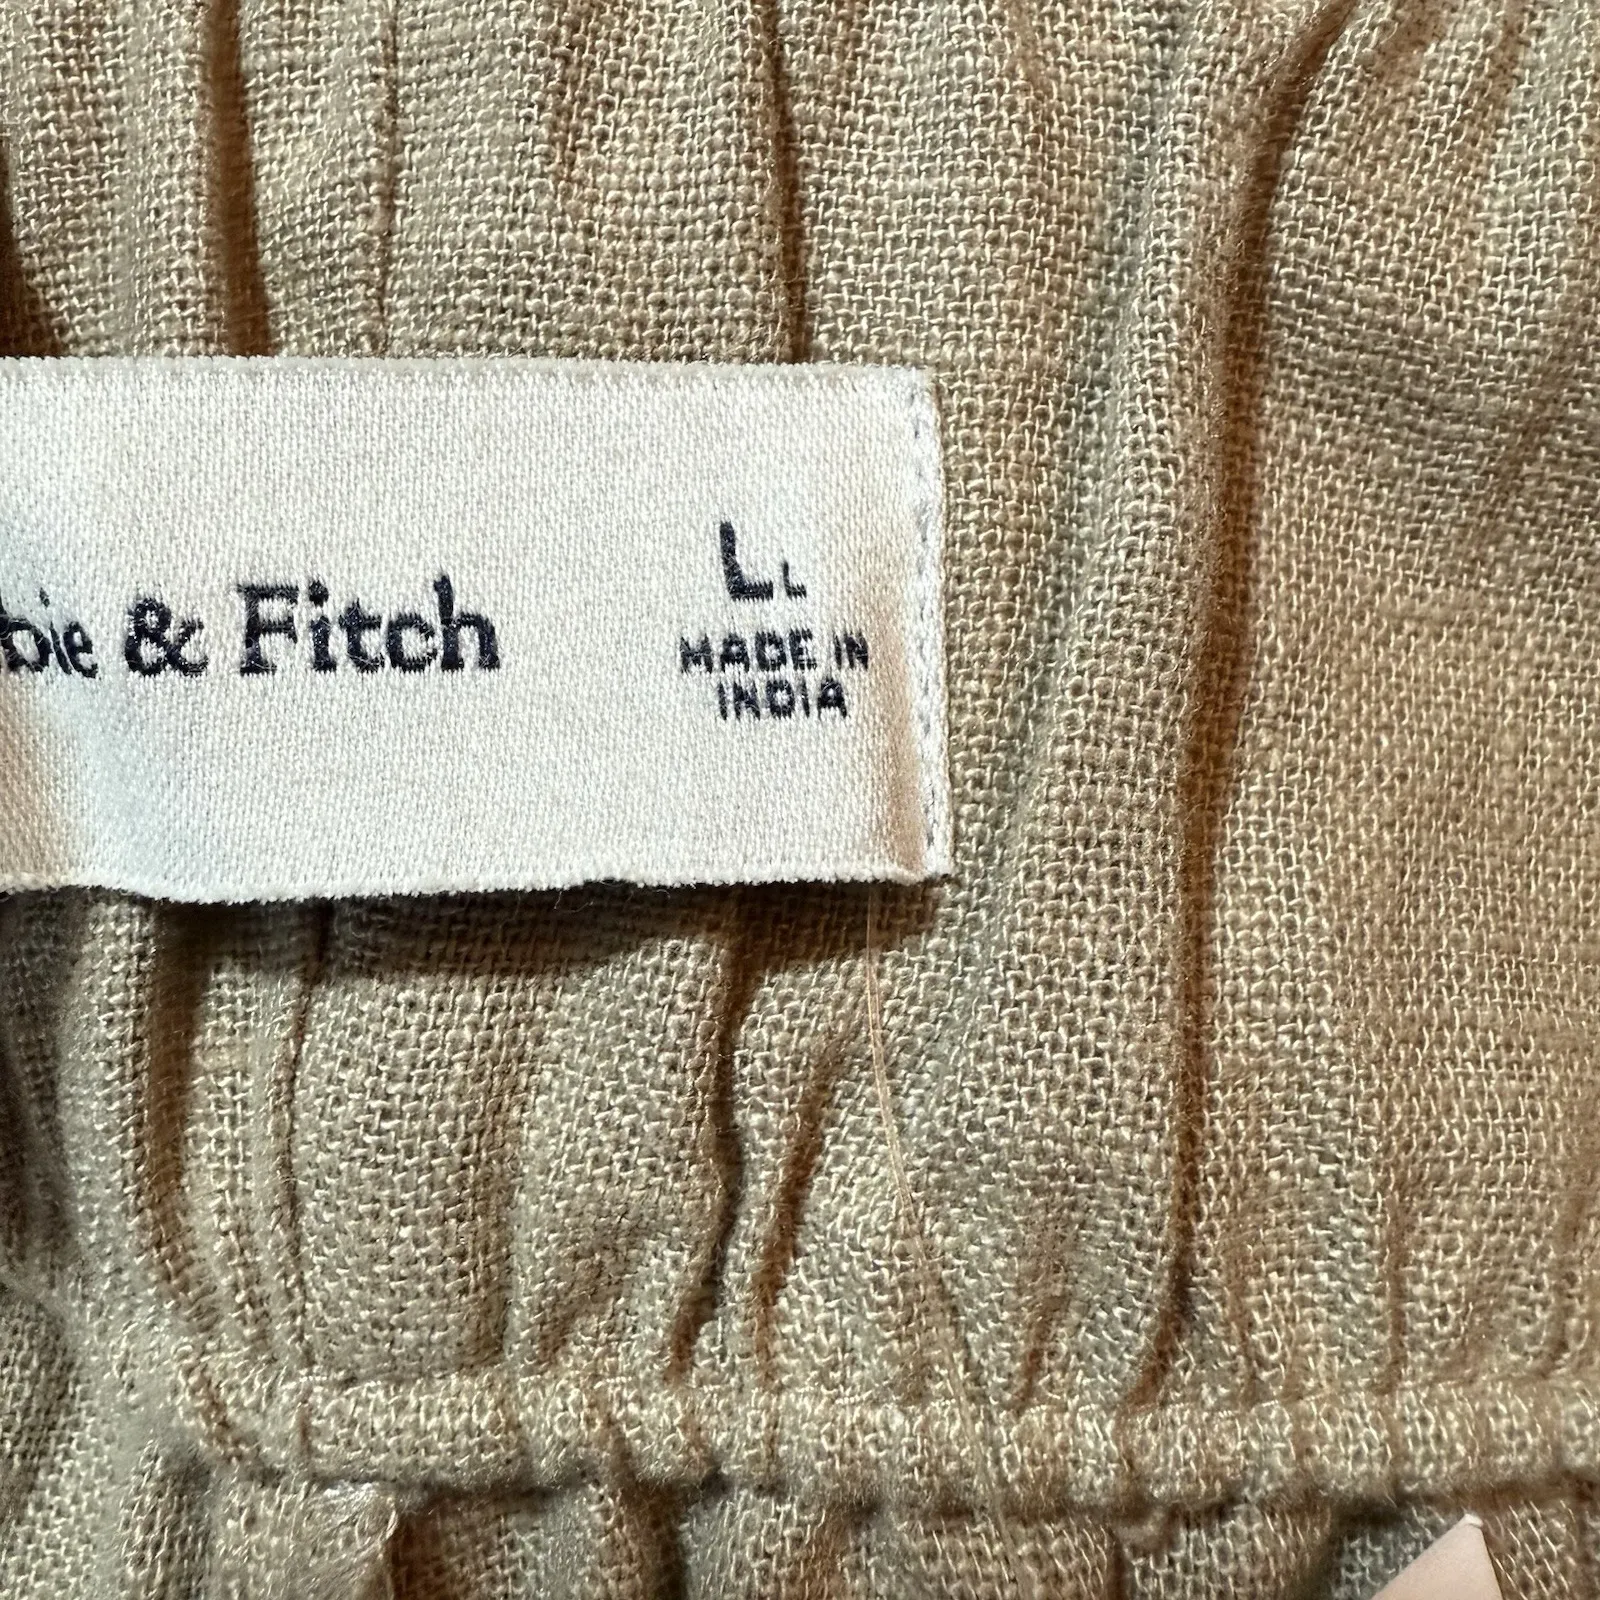 bie & Fitch
L L
MADE IN
INDIA